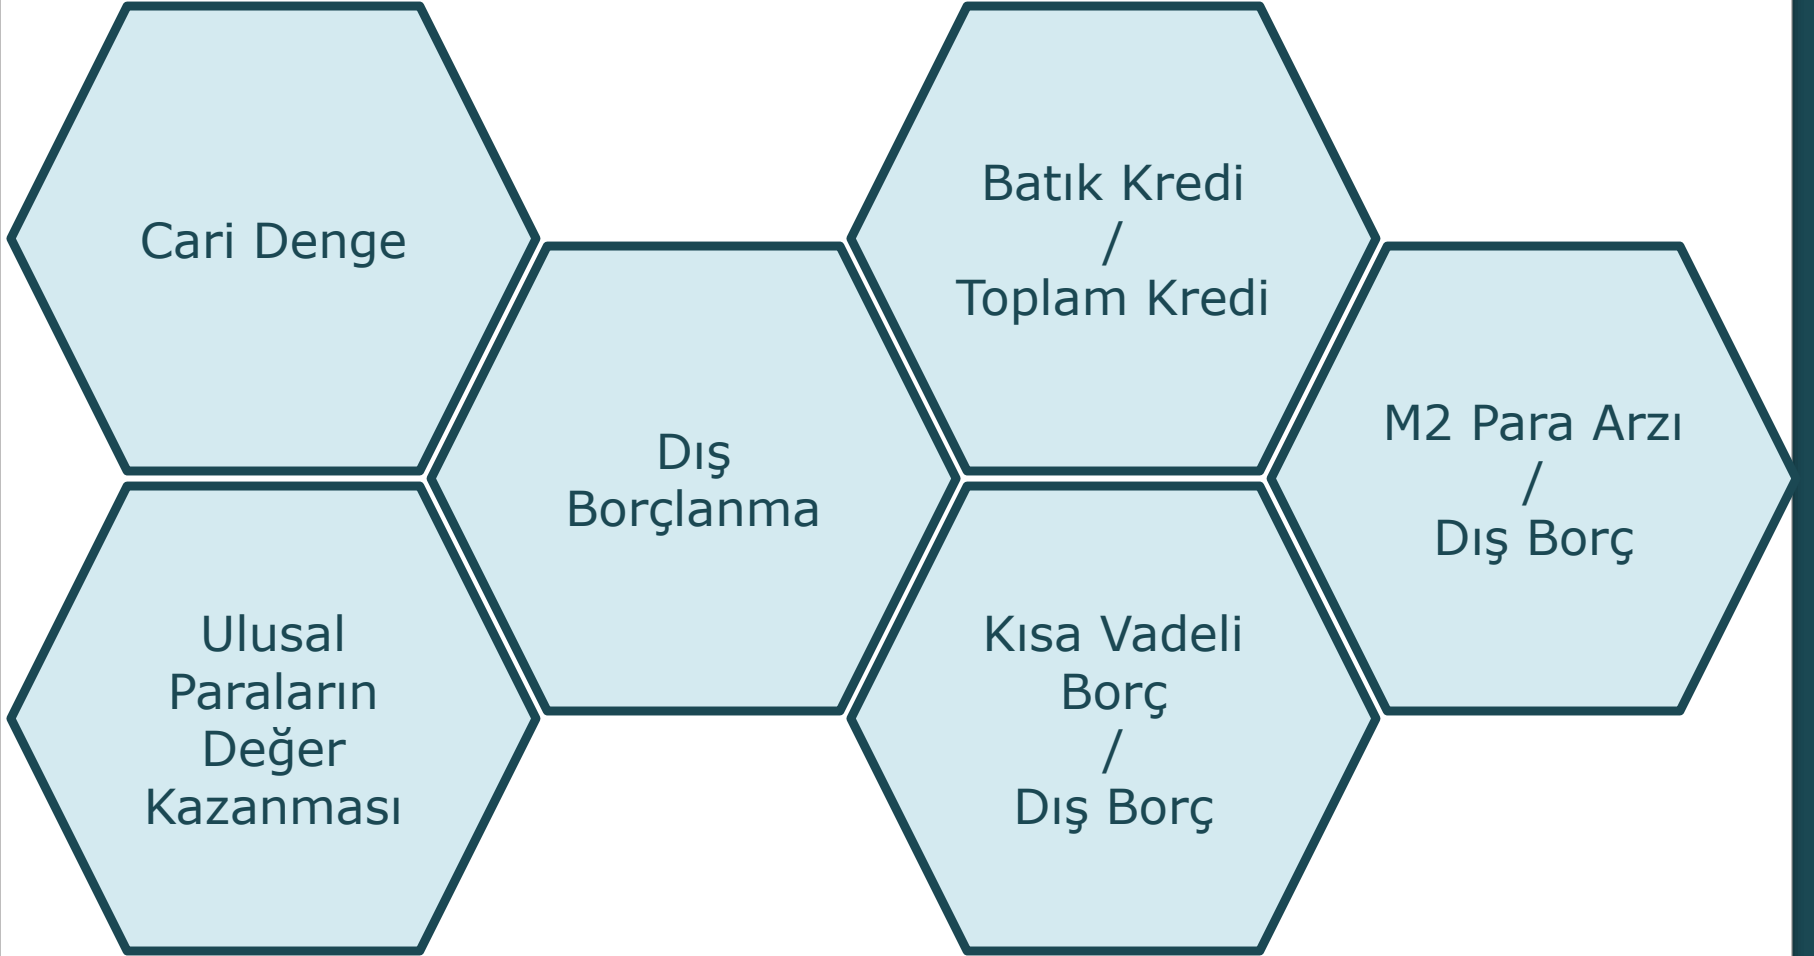 Cari Denge
Ulusal
Paraların
Değer
Kazanması
Dış
Borçlanma
Batık Kredi
/
Toplam Kredi
Kısa Vadeli
Borç
/
Dış Borç
M2 Para Arzı
/
Dış Borç